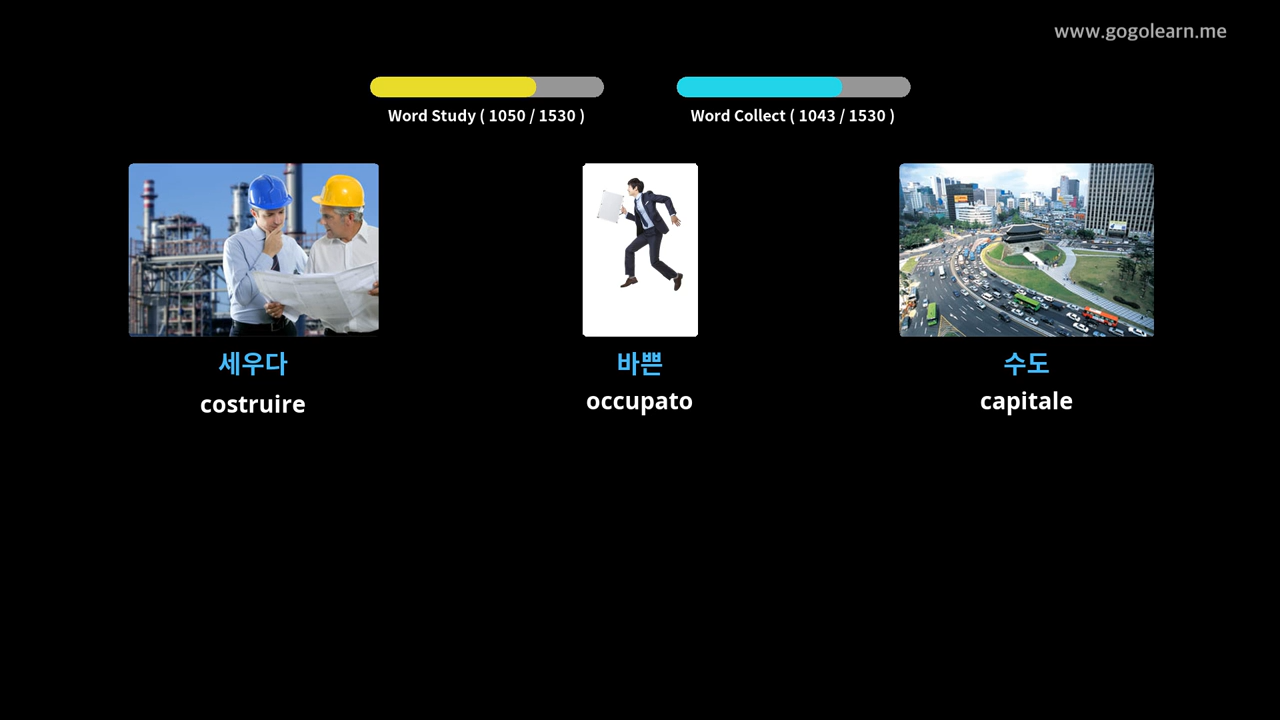 www.gogolearn.me
Word Study ( 1050 / 1530 )
Word Collect ( 1043 / 1530 )
세우다
costruire
바쁜
occupato
수도
capitale